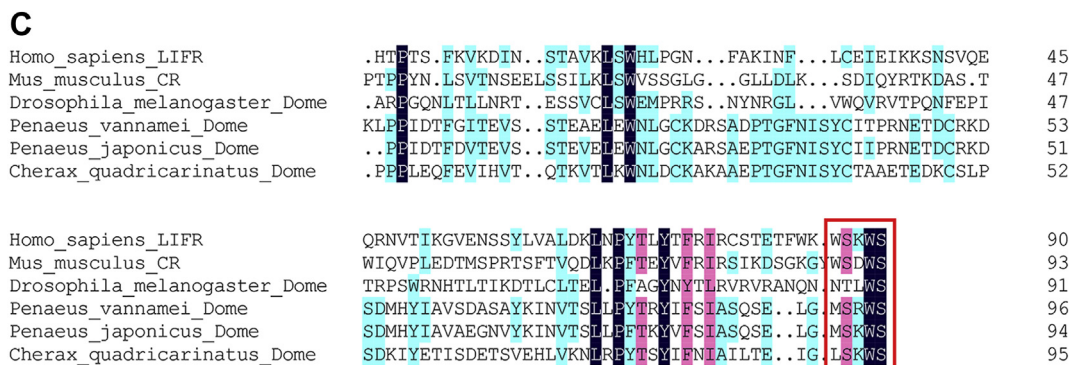 C
Homo_sapiens_LIFR .HTPTS.FKVKDIN..STAVKLSWHLPGN...FAKINF...LCEIEIKKSNSVQE 45
Mus_musculus_CR PTPPYN.LSVTNSEELSSILKLSWVSSGLG...GLLDLK...SDIQYRTKDAS.T 47
Drosophila_melanogaster_Dome .ARPGQNLTLLNRT..ESSVCLSWEMPRRS..NYNRGL...VWQVRVTPQNFEPI 47
Penaeus_vannamei_Dome KLPPIDTFGITEVS..STEAELEWNLGCKDRSADPTGFNISYCITPRNETDCRKD 53
Penaeus_japonicus_Dome ..PPIDTFDVTEVS..STEVELEWNLGCKARSAEPTGFNISYCIIPRNETDCRKD 51
Cherax_quadricarinatus_Dome .PPPLEQFEVIHVT..QTKVTLKWNLDCKAKAAEPTGFNISYCTAAETEDKCSLP 52
Homo_sapiens_LIFR QRNVTIKGVENSSYLVALDKLNPYTLYTFRIRCSTETFWK.WSKWS 90
Mus_musculus_CR WIQVPLEDTMSPRTSFTVQDLKPFTEYVFRIRSIKDSGKGYWSDWS 93
Drosophila_melanogaster_Dome TRPSWRNHTLTIKDTLCLTEL.PFAGYNYTLRVRVRANQN.NTLWS 91
Penaeus_vannamei_Dome SDMHYIAVSDASAYKINVTSLLPYTRYIFSIASQSE..LG.MSRWS 96
Penaeus_japonicus_Dome SDMHYIAVAEGNVYKINVTSLLPFTKYVFSIASQSE..LG.MSKWS 94
Cherax_quadricarinatus_Dome SDKIYETISDETSVEHLVKNLRPYTSYIFNIAILTE..IG.LSKWS 95